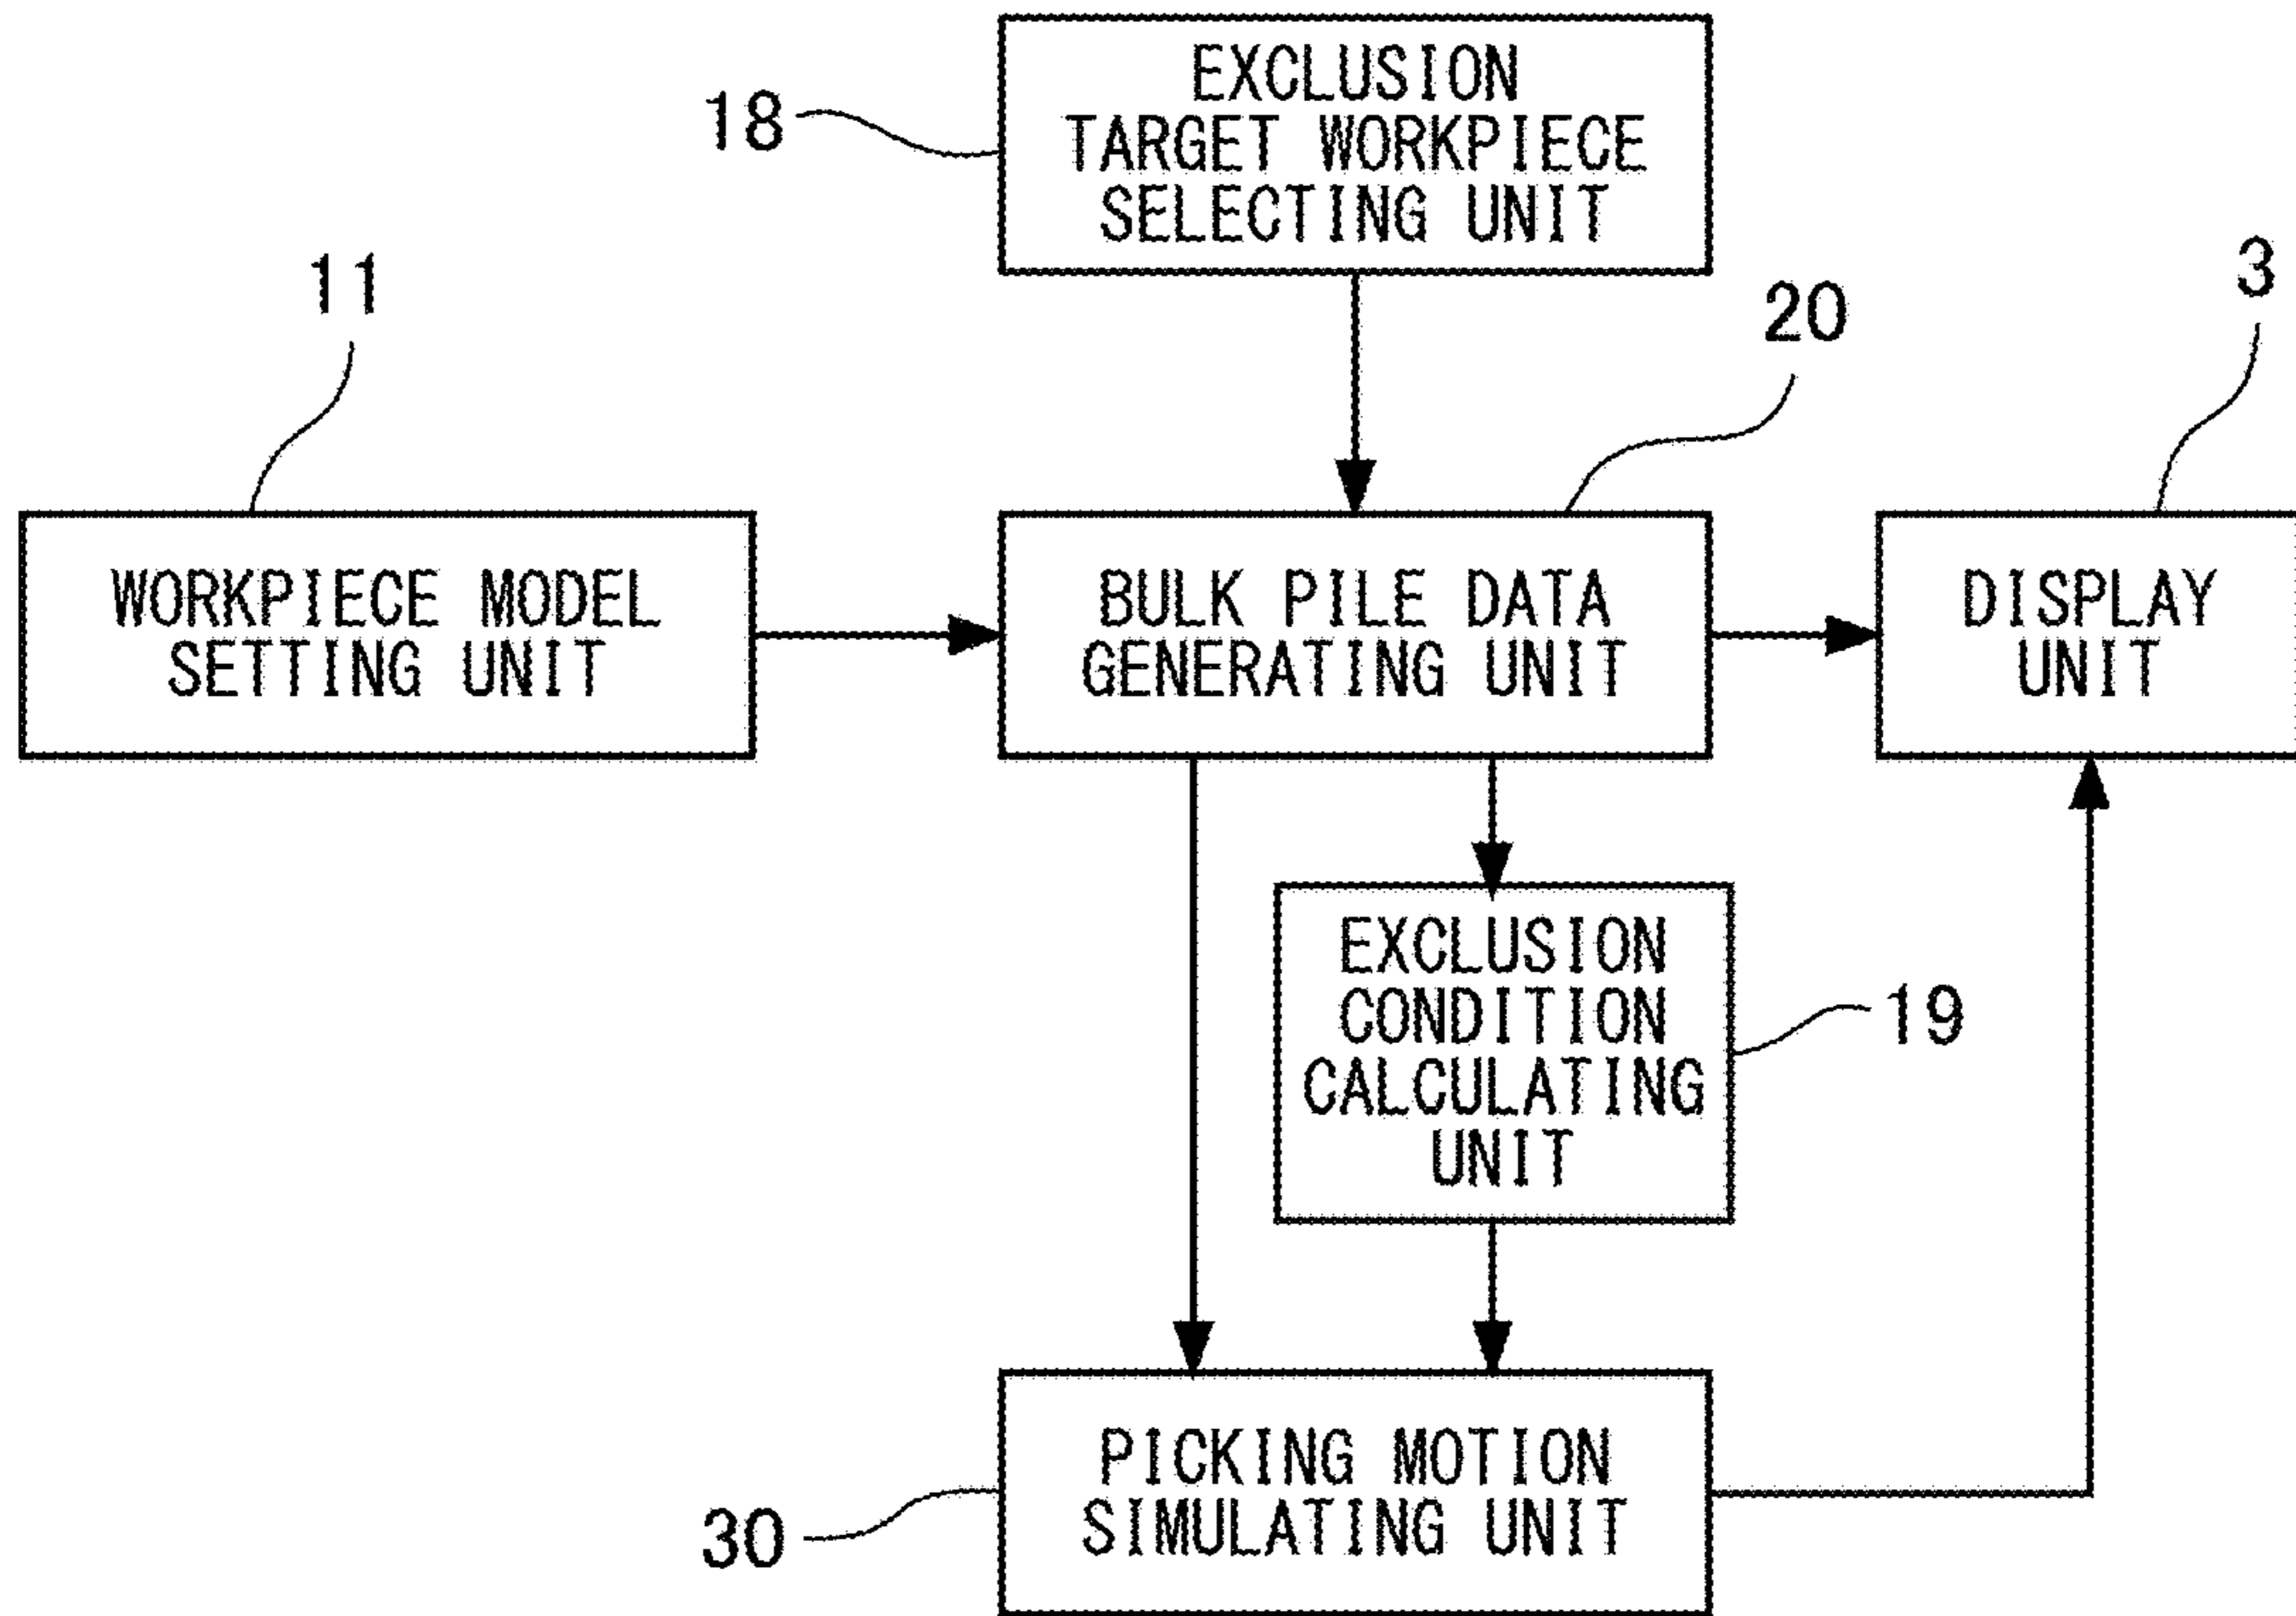 EXCLUSION
TARGET WORKPIECE
SELECTING UNIT
18
11
20
3
WORKPIECE MODEL
SETTING UNIT
BULK PILE DATA
GENERATING UNIT
DISPLAY
UNIT
EXCLUSION
CONDITION
CALCULATING
UNIT
19
PICKING MOTION
SIMULATING UNIT
30